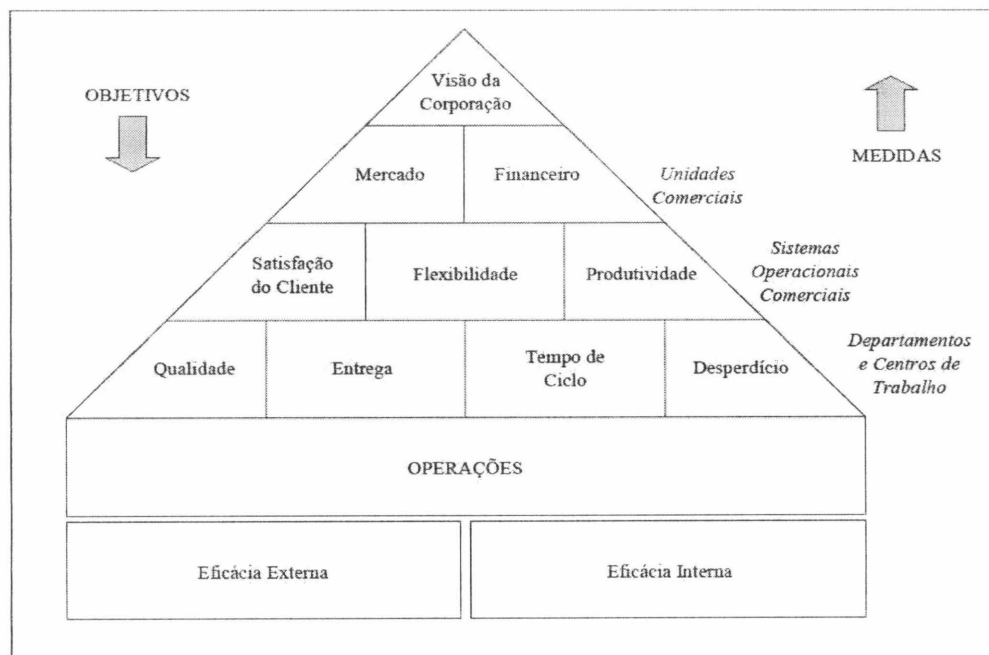 Visão da
Corporação
OBJETIVOS
MEDIDAS
Mercado
Financeiro
Unidades
Comerciais
Satisfação
do Cliente
Flexibilidade
Produtividade
Sistemas
Operacionais
Comerciais
Qualidade
Entrega
Tempo de
Ciclo
Desperdício
Departamentos
e Centros de
Trabalho
OPERAÇÕES
Eficácia Externa
Eficácia Interna